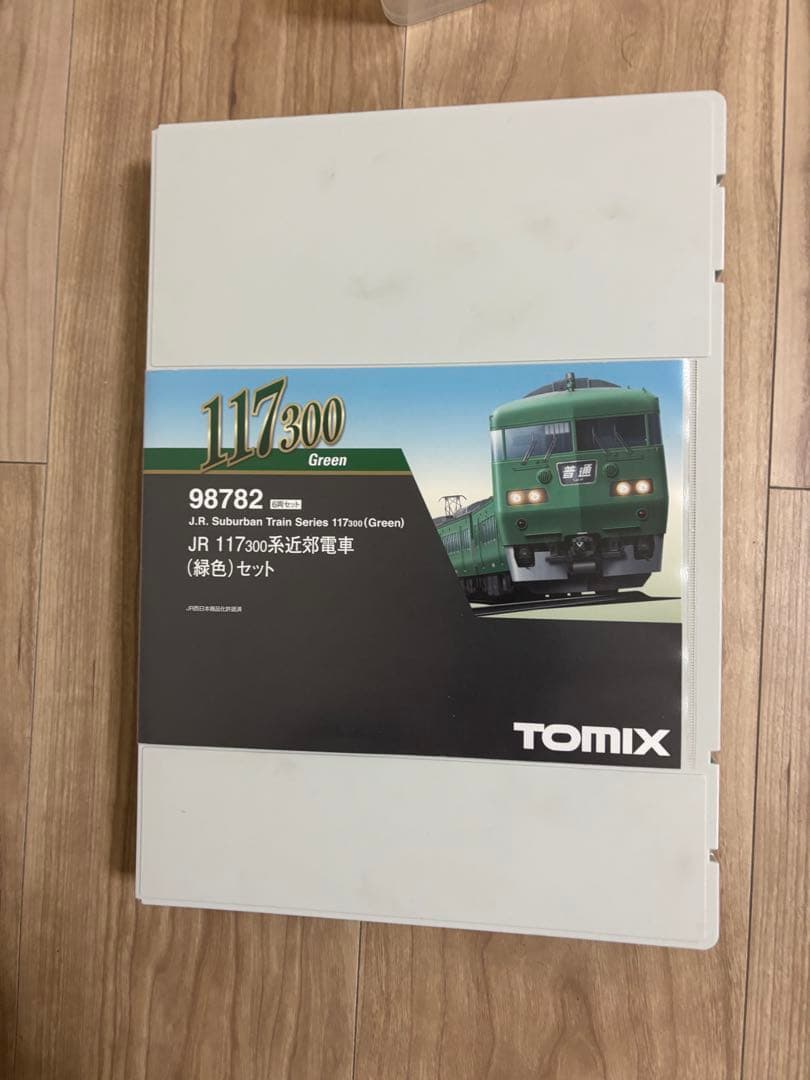 117300
Green
98782 6両セット
J.R. Suburban Train Series 117300(Green)
JR 117300系近郊電車
(緑色)セット
JR西日本商品化許諾済
普通
TOMIX